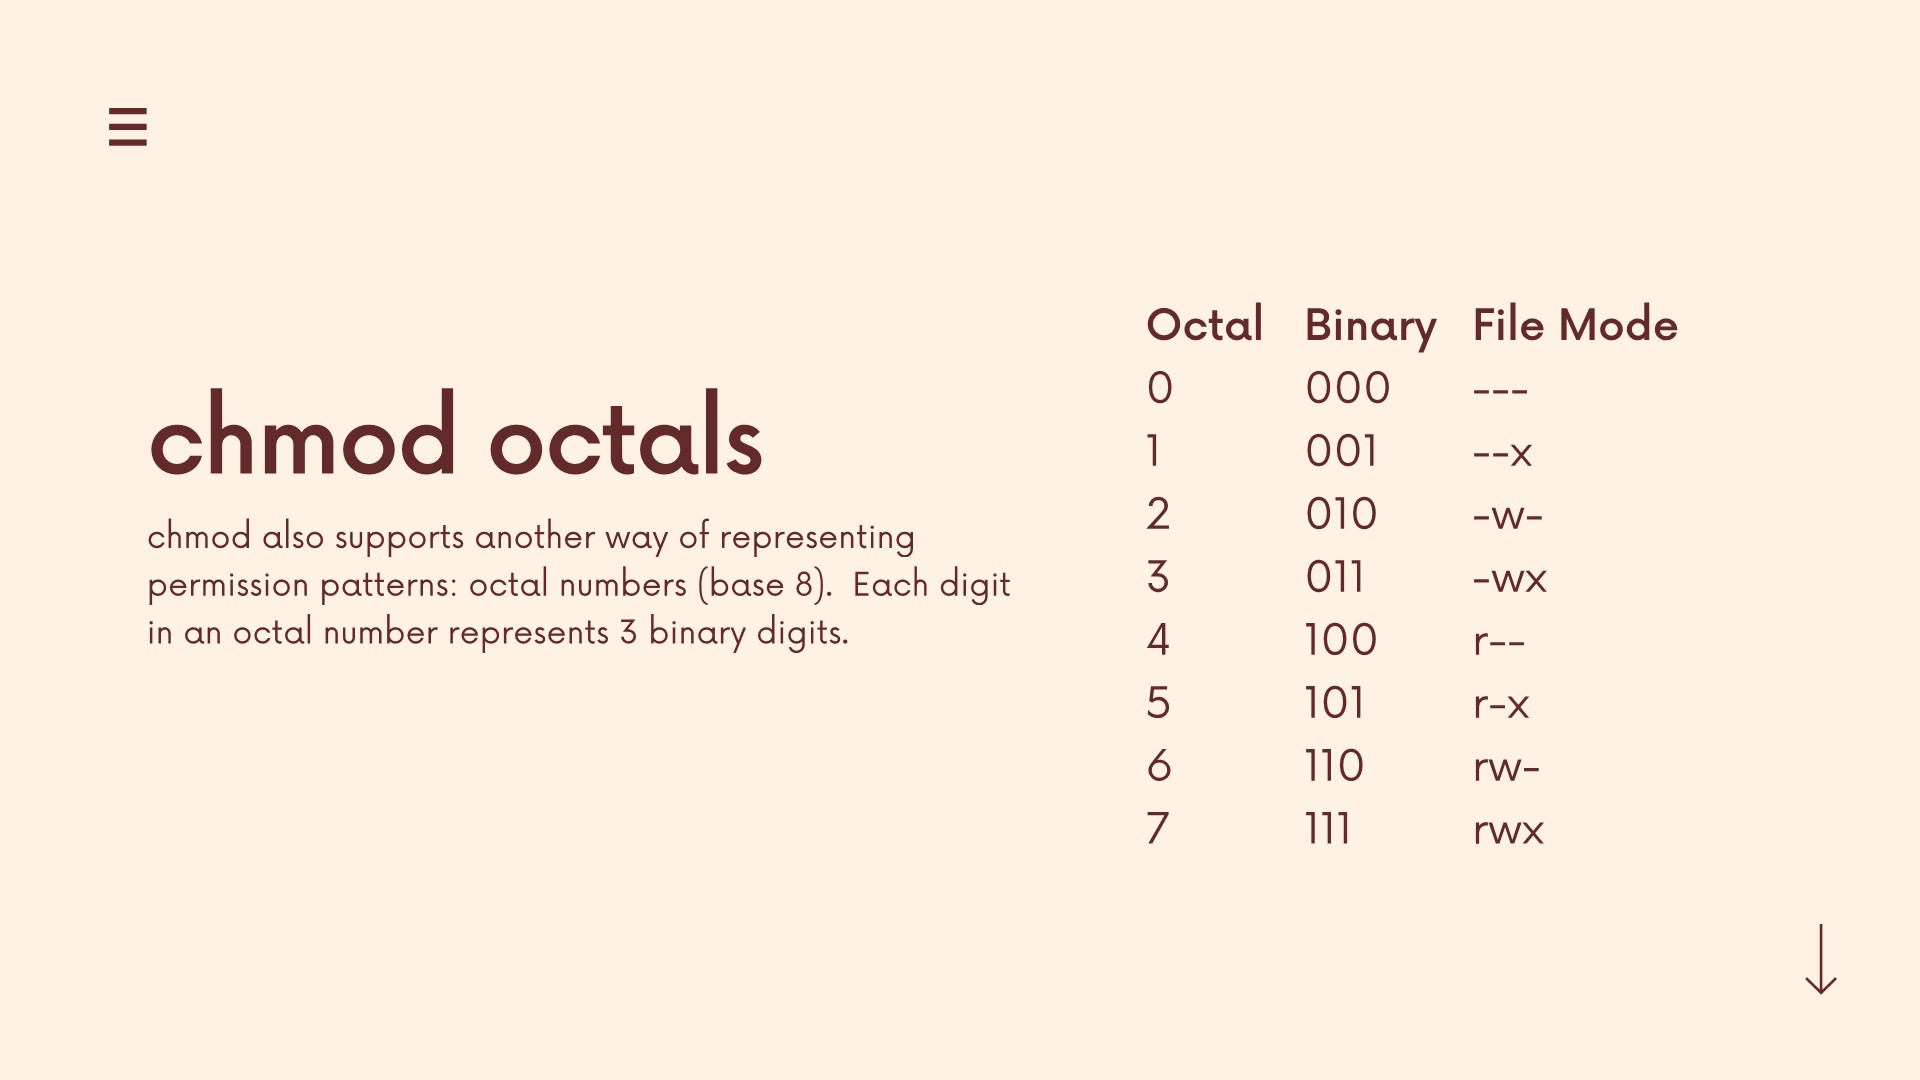 chmod octals
chmod also supports another way of representing
permission patterns: octal numbers (base 8).  Each digit
in an octal number represents 3 binary digits.
Octal Binary File Mode
0 000 ---
1 001 --x
2 010 -w-
3 011 -wx
4 100 r--
5 101 r-x
6 110 rw-
7 111 rwx